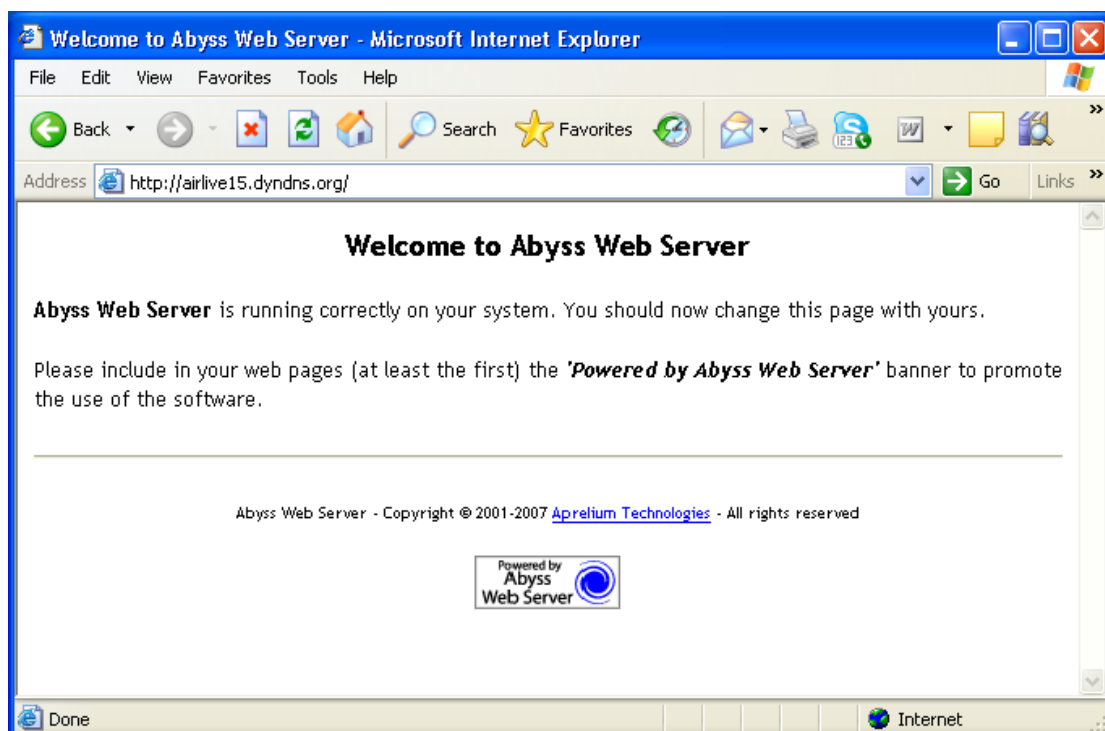 Welcome to Abyss Web Server - Microsoft Internet Explorer
File Edit View Favorites Tools Help
Back Search Favorites 123 W »
Address http://airlive15.dyndns.org/ Go Links »
Welcome to Abyss Web Server
Abyss Web Server is running correctly on your system. You should now change this page with yours.
Please include in your web pages (at least the first) the 'Powered by Abyss Web Server' banner to promote
the use of the software.
Abyss Web Server - Copyright © 2001-2007 Aprelium Technologies - All rights reserved
Powered by
Abyss
Web Server
Done Internet